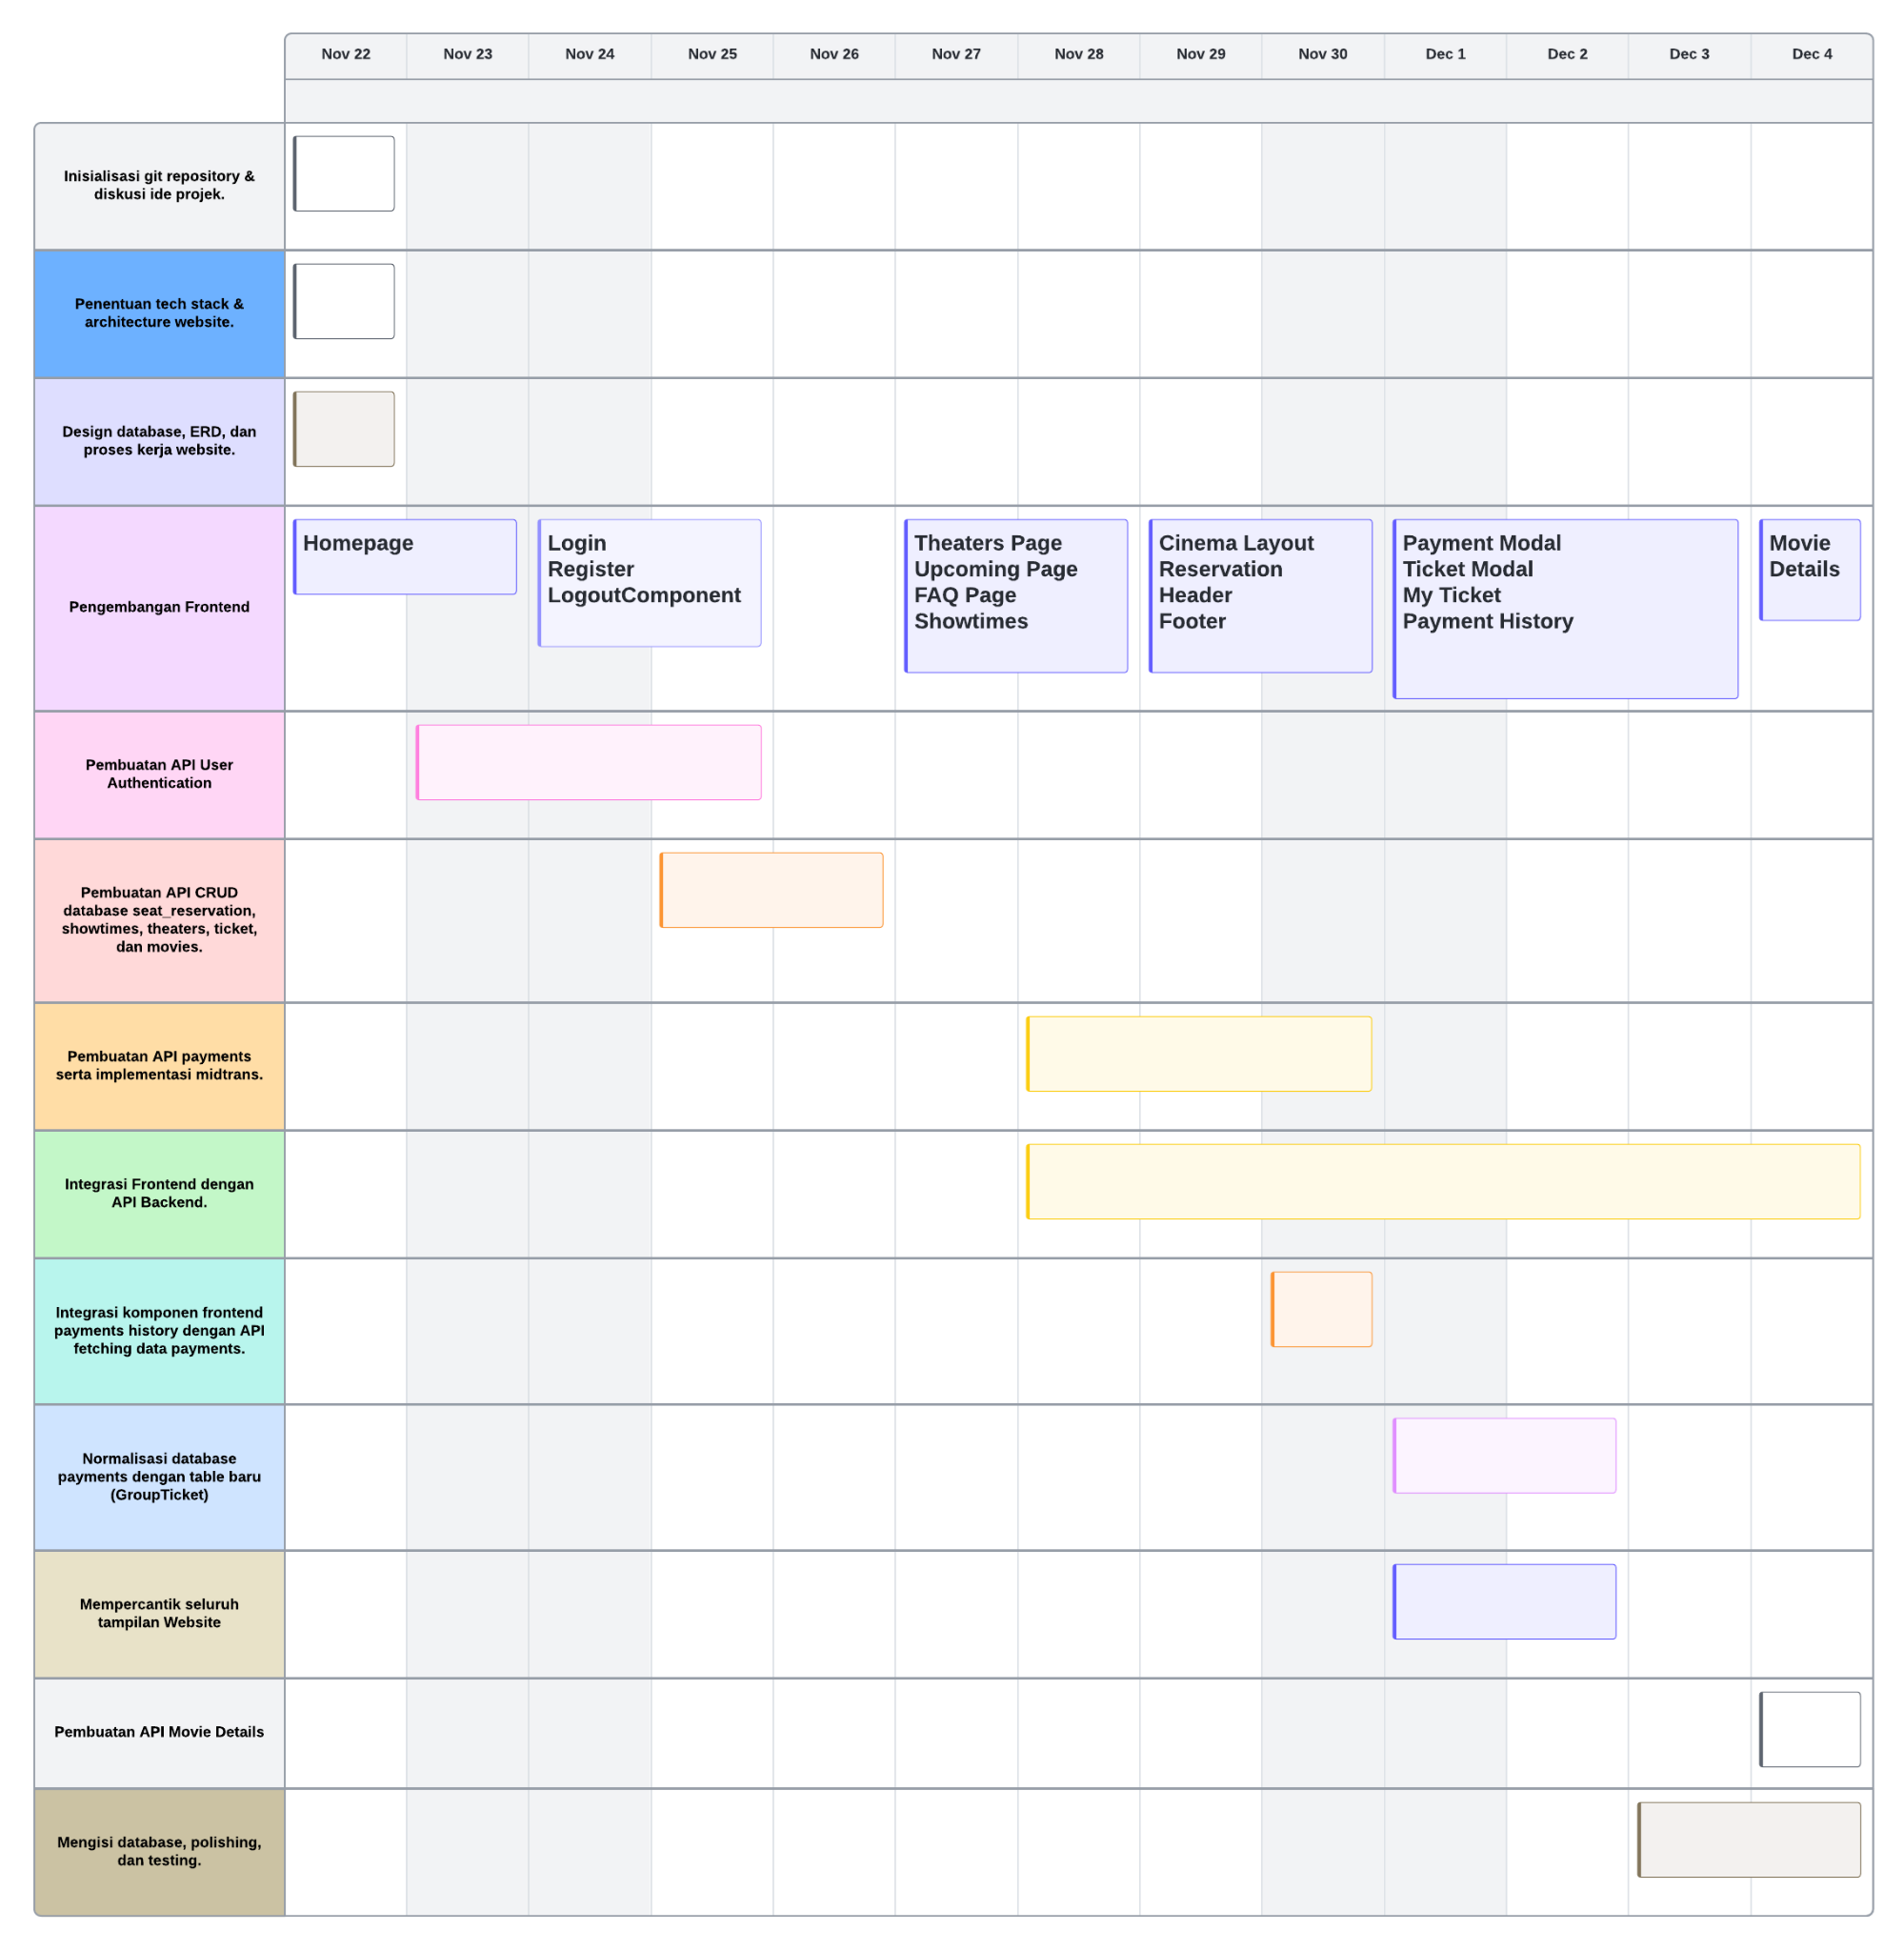 Nov 22
Nov 23
Nov 24
Nov 25
Nov 26
Nov 27
Nov 28
Nov 29
Nov 30
Dec 1
Dec 2
Dec 3
Dec 4
Inisialisasi git repository &
diskusi ide projek.
Penentuan tech stack &
architecture website.
Design database, ERD, dan
proses kerja website.
Pengembangan Frontend
Homepage
Login
Register
LogoutComponent
Theaters Page
Upcoming Page
FAQ Page
Showtimes
Cinema Layout
Reservation
Header
Footer
Payment Modal
Ticket Modal
My Ticket
Payment History
Movie
Details
Pembuatan API User
Authentication
Pembuatan API CRUD
database seat_reservation,
showtimes, theaters, ticket,
dan movies.
Pembuatan API payments
serta implementasi midtrans.
Integrasi Frontend dengan
API Backend.
Integrasi komponen frontend
payments history dengan API
fetching data payments.
Normalisasi database
payments dengan table baru
(GroupTicket)
Mempercantik seluruh
tampilan Website
Pembuatan API Movie Details
Mengisi database, polishing,
dan testing.